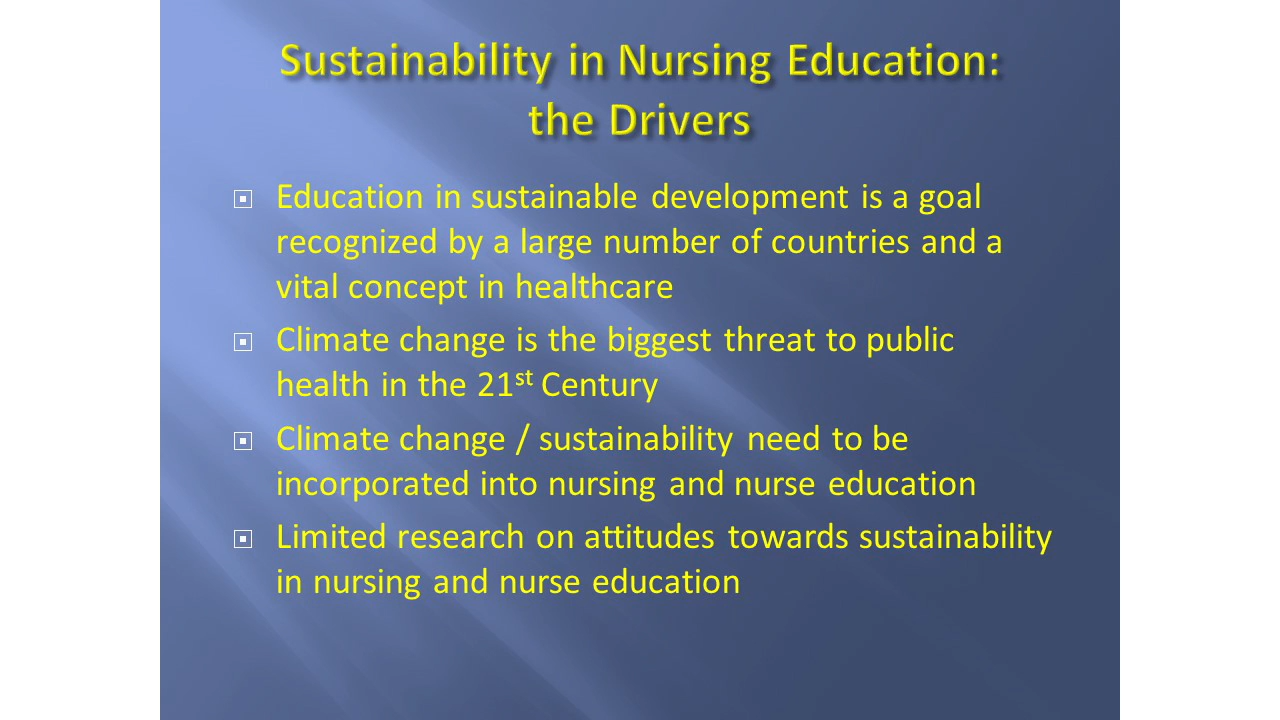 Sustainability in Nursing Education:
the Drivers
Education in sustainable development is a goal
recognized by a large number of countries and a
vital concept in healthcare
Climate change is the biggest threat to public
health in the 21st Century
Climate change / sustainability need to be
incorporated into nursing and nurse education
Limited research on attitudes towards sustainability
in nursing and nurse education